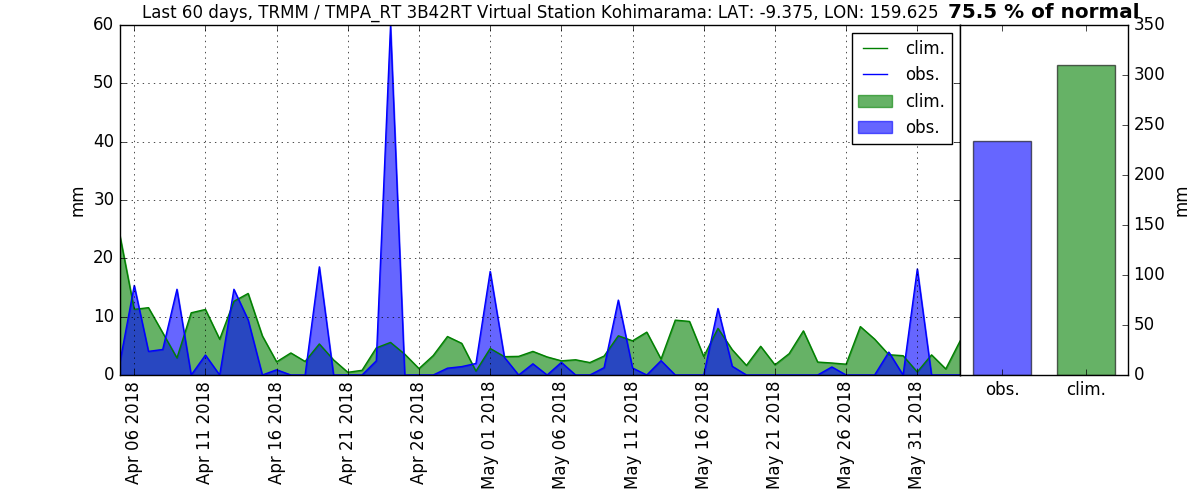 Last 60 days, TRMM / TMPA_RT 3B42RT Virtual Station Kohimarama: LAT: -9.375, LON: 159.625 75.5 % of normal
60
50
40
30
20
10
0
mm
clim.
obs.
clim.
obs.
350
300
250
200
150
100
50
0
mm
obs.
clim.
Apr 06 2018
Apr 11 2018
Apr 16 2018
Apr 21 2018
Apr 26 2018
May 01 2018
May 06 2018
May 11 2018
May 16 2018
May 21 2018
May 26 2018
May 31 2018